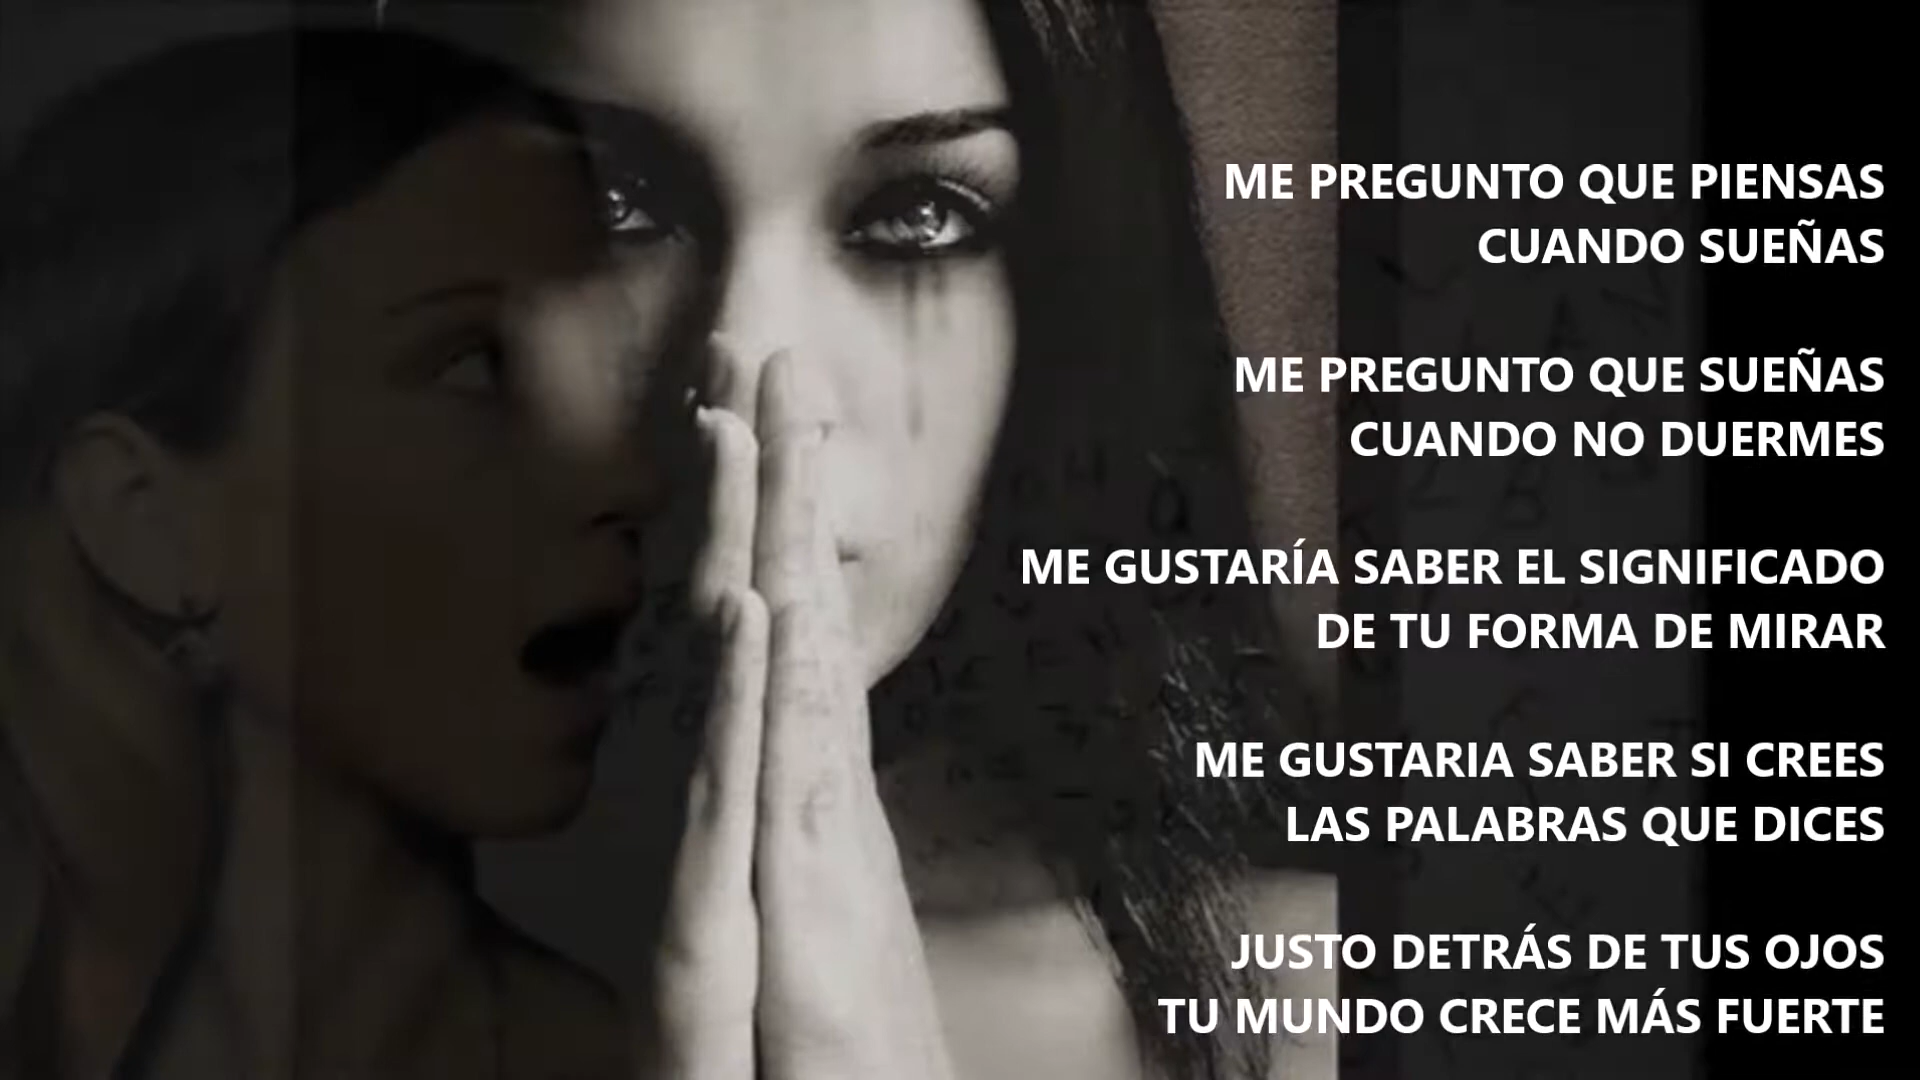 ME PREGUNTO QUE PIENSAS
CUANDO SUEÑAS
ME PREGUNTO QUE SUEÑAS
CUANDO NO DUERMES
ME GUSTARÍA SABER EL SIGNIFICADO
DE TU FORMA DE MIRAR
ME GUSTARIA SABER SI CREES
LAS PALABRAS QUE DICES
JUSTO DETRÁS DE TUS OJOS
TU MUNDO CRECE MÁS FUERTE